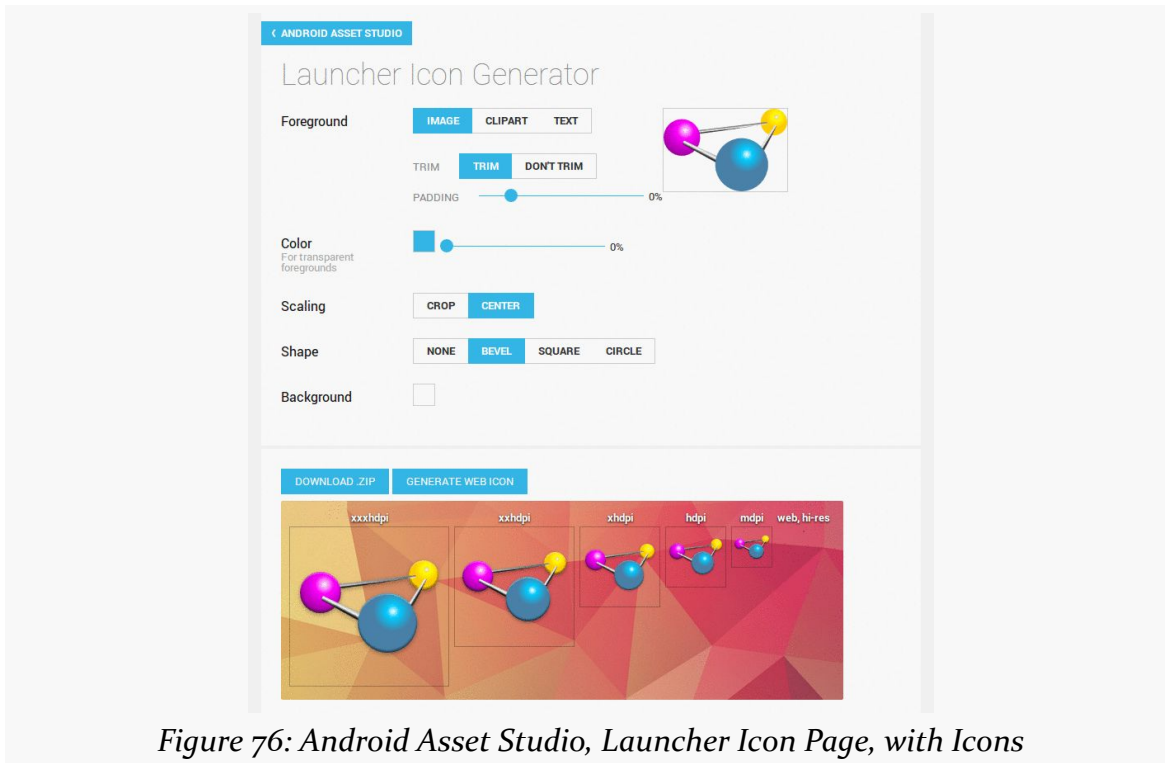 ‹ ANDROID ASSET STUDIO
Launcher Icon Generator
Foreground
IMAGE CLIPART TEXT
TRIM TRIM DON'T TRIM
PADDING 0%
Color 0%
For transparent
foregrounds
Scaling CROP CENTER
Shape NONE BEVEL SQUARE CIRCLE
Background
DOWNLOAD .ZIP GENERATE WEB ICON
xxxhdpi xxhdpi xhdpi hdpi mdpi web, hi-res
Figure 76: Android Asset Studio, Launcher Icon Page, with Icons